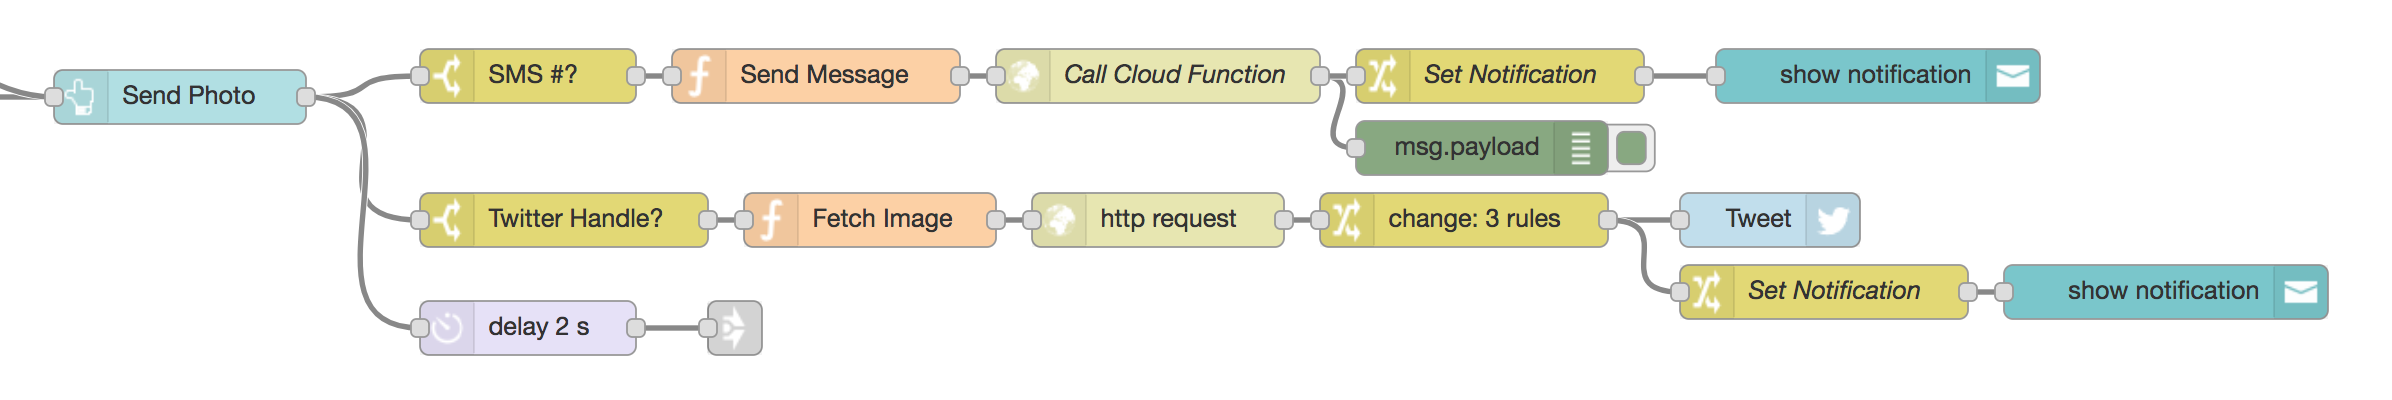 Send Photo
SMS #?
Send Message
Call Cloud Function
Set Notification
show notification
msg.payload
Twitter Handle?
Fetch Image
http request
change: 3 rules
Tweet
Set Notification
show notification
delay 2 s